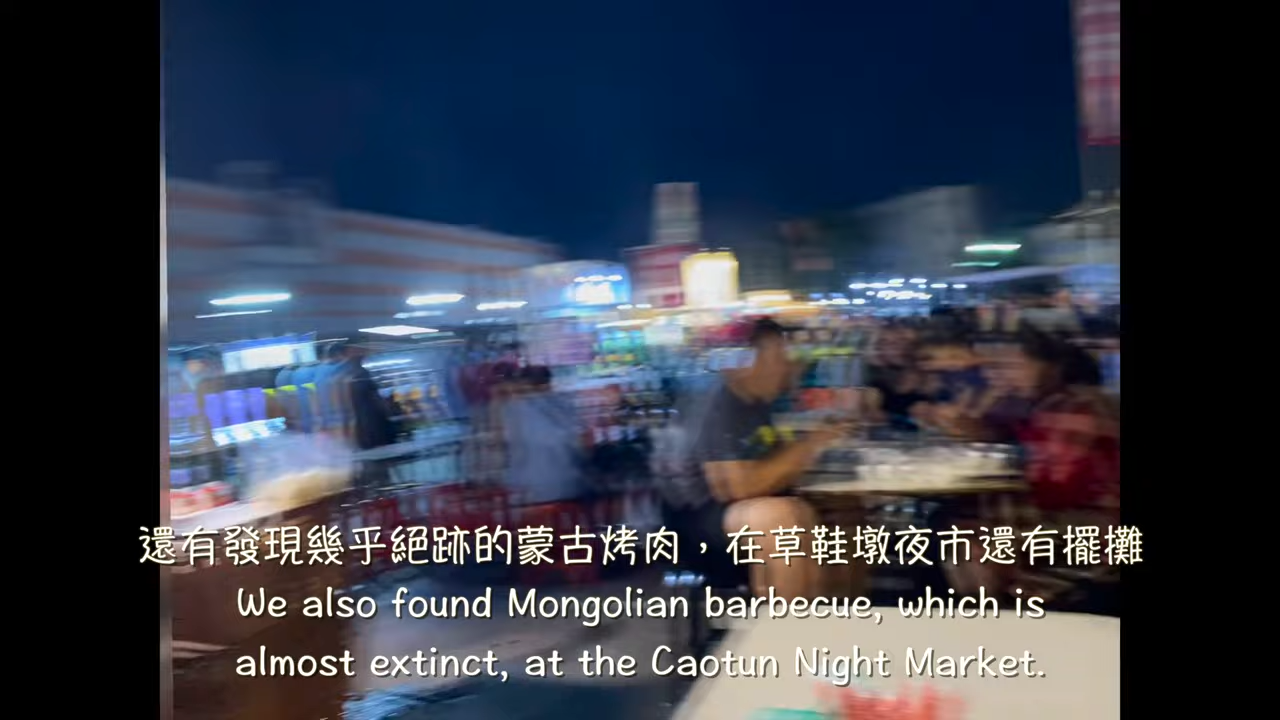 還有發現幾乎絕跡的蒙古烤肉，在草鞋墩夜市還有擺攤
We also found Mongolian barbecue, which is
almost extinct, at the Caotun Night Market.